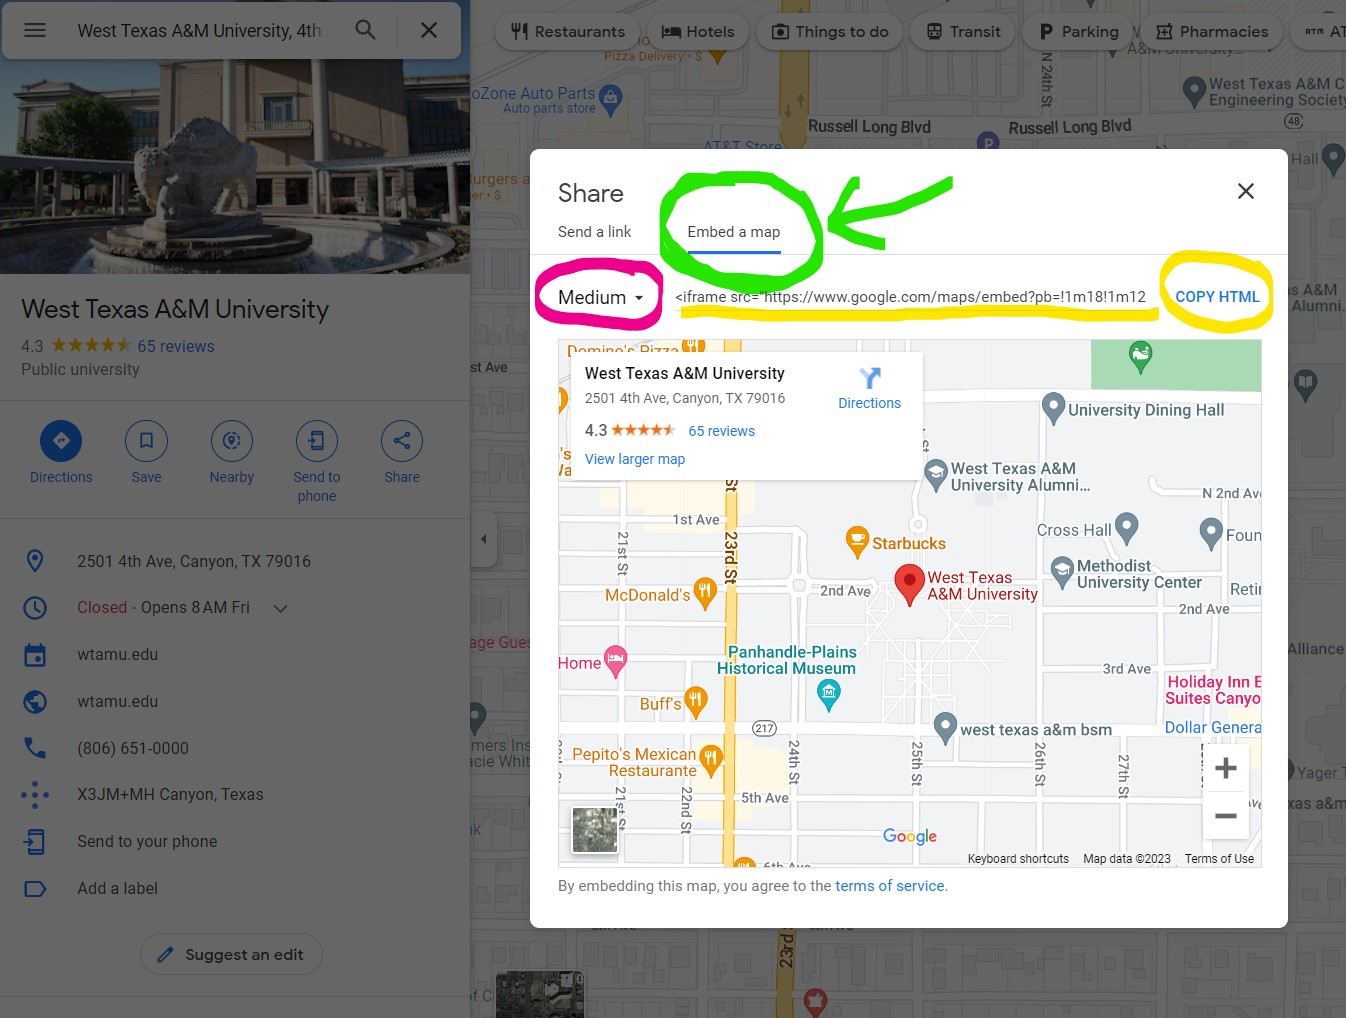 West Texas A&M University, 4th
Restaurants
Hotels
Things to do
Transit
Parking
Pharmacies
Pizza Delivery · $
oZone Auto Parts
Auto parts store
N 24th St
West Texas A&M C
Engineering Society
48
Russell Long Blvd
Russell Long Blvd
AT&T Store
P
Hall
urgers a
er · $
West Texas A&M University
4.3
65 reviews
Public university
Directions
Save
Nearby
Send to
phone
Share
2501 4th Ave, Canyon, TX 79016
Closed · Opens 8 AM Fri
wtamu.edu
wtamu.edu
(806) 651-0000
X3JM+MH Canyon, Texas
Send to your phone
Add a label
Suggest an edit
Share
Send a link
Embed a map
Medium
<iframe src="https://www.google.com/maps/embed?pb=!1m18!1m12
COPY HTML
Domino's Pizza
West Texas A&M University
2501 4th Ave, Canyon, TX 79016
Directions
4.3
65 reviews
View larger map
University Dining Hall
West Texas A&M
University Alumni...
N 2nd Ave
1st Ave
21st St
23rd St
Cross Hall
Foun
Starbucks
Methodist
University Center
West Texas
A&M University
McDonald's
2nd Ave
2nd Ave
Retir
Panhandle-Plains
Historical Museum
3rd Ave
Home
Holiday Inn E
Suites Canyo
Buff's
217
west texas a&m bsm
Dollar Genera
Pepito's Mexican
Restaurante
24th St
25th St
26th St
27th St
5th Ave
21st St
22nd St
Google
6th Ave
Keyboard shortcuts
Map data ©2023
Terms of Use
By embedding this map, you agree to the terms of service.
st Ave
age Gues
mers Ins
acie Whit
&M
Alumni.
Alliance
Yager T
xas a&m
23rd